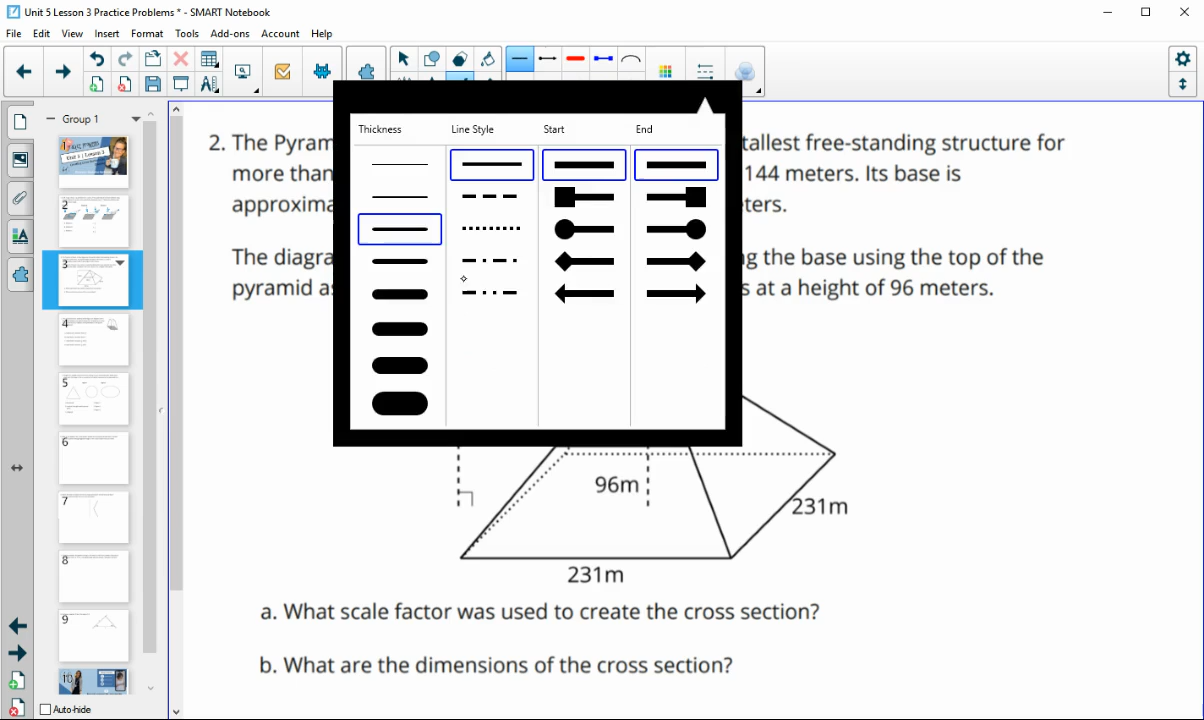 Unit 5 Lesson 3 Practice Problems * - SMART Notebook
File Edit View Insert Format Tools Add-ons Account Help
Group 1
Thickness Line Style Start End
2. The Pyram tallest free-standing structure for
more than 144 meters. Its base is
approxima ters.
The diagra g the base using the top of the
pyramid a s at a height of 96 meters.
96m
231m
231m
a. What scale factor was used to create the cross section?
b. What are the dimensions of the cross section?
2
3
4
5
6
7
8
9
10
Auto-hide